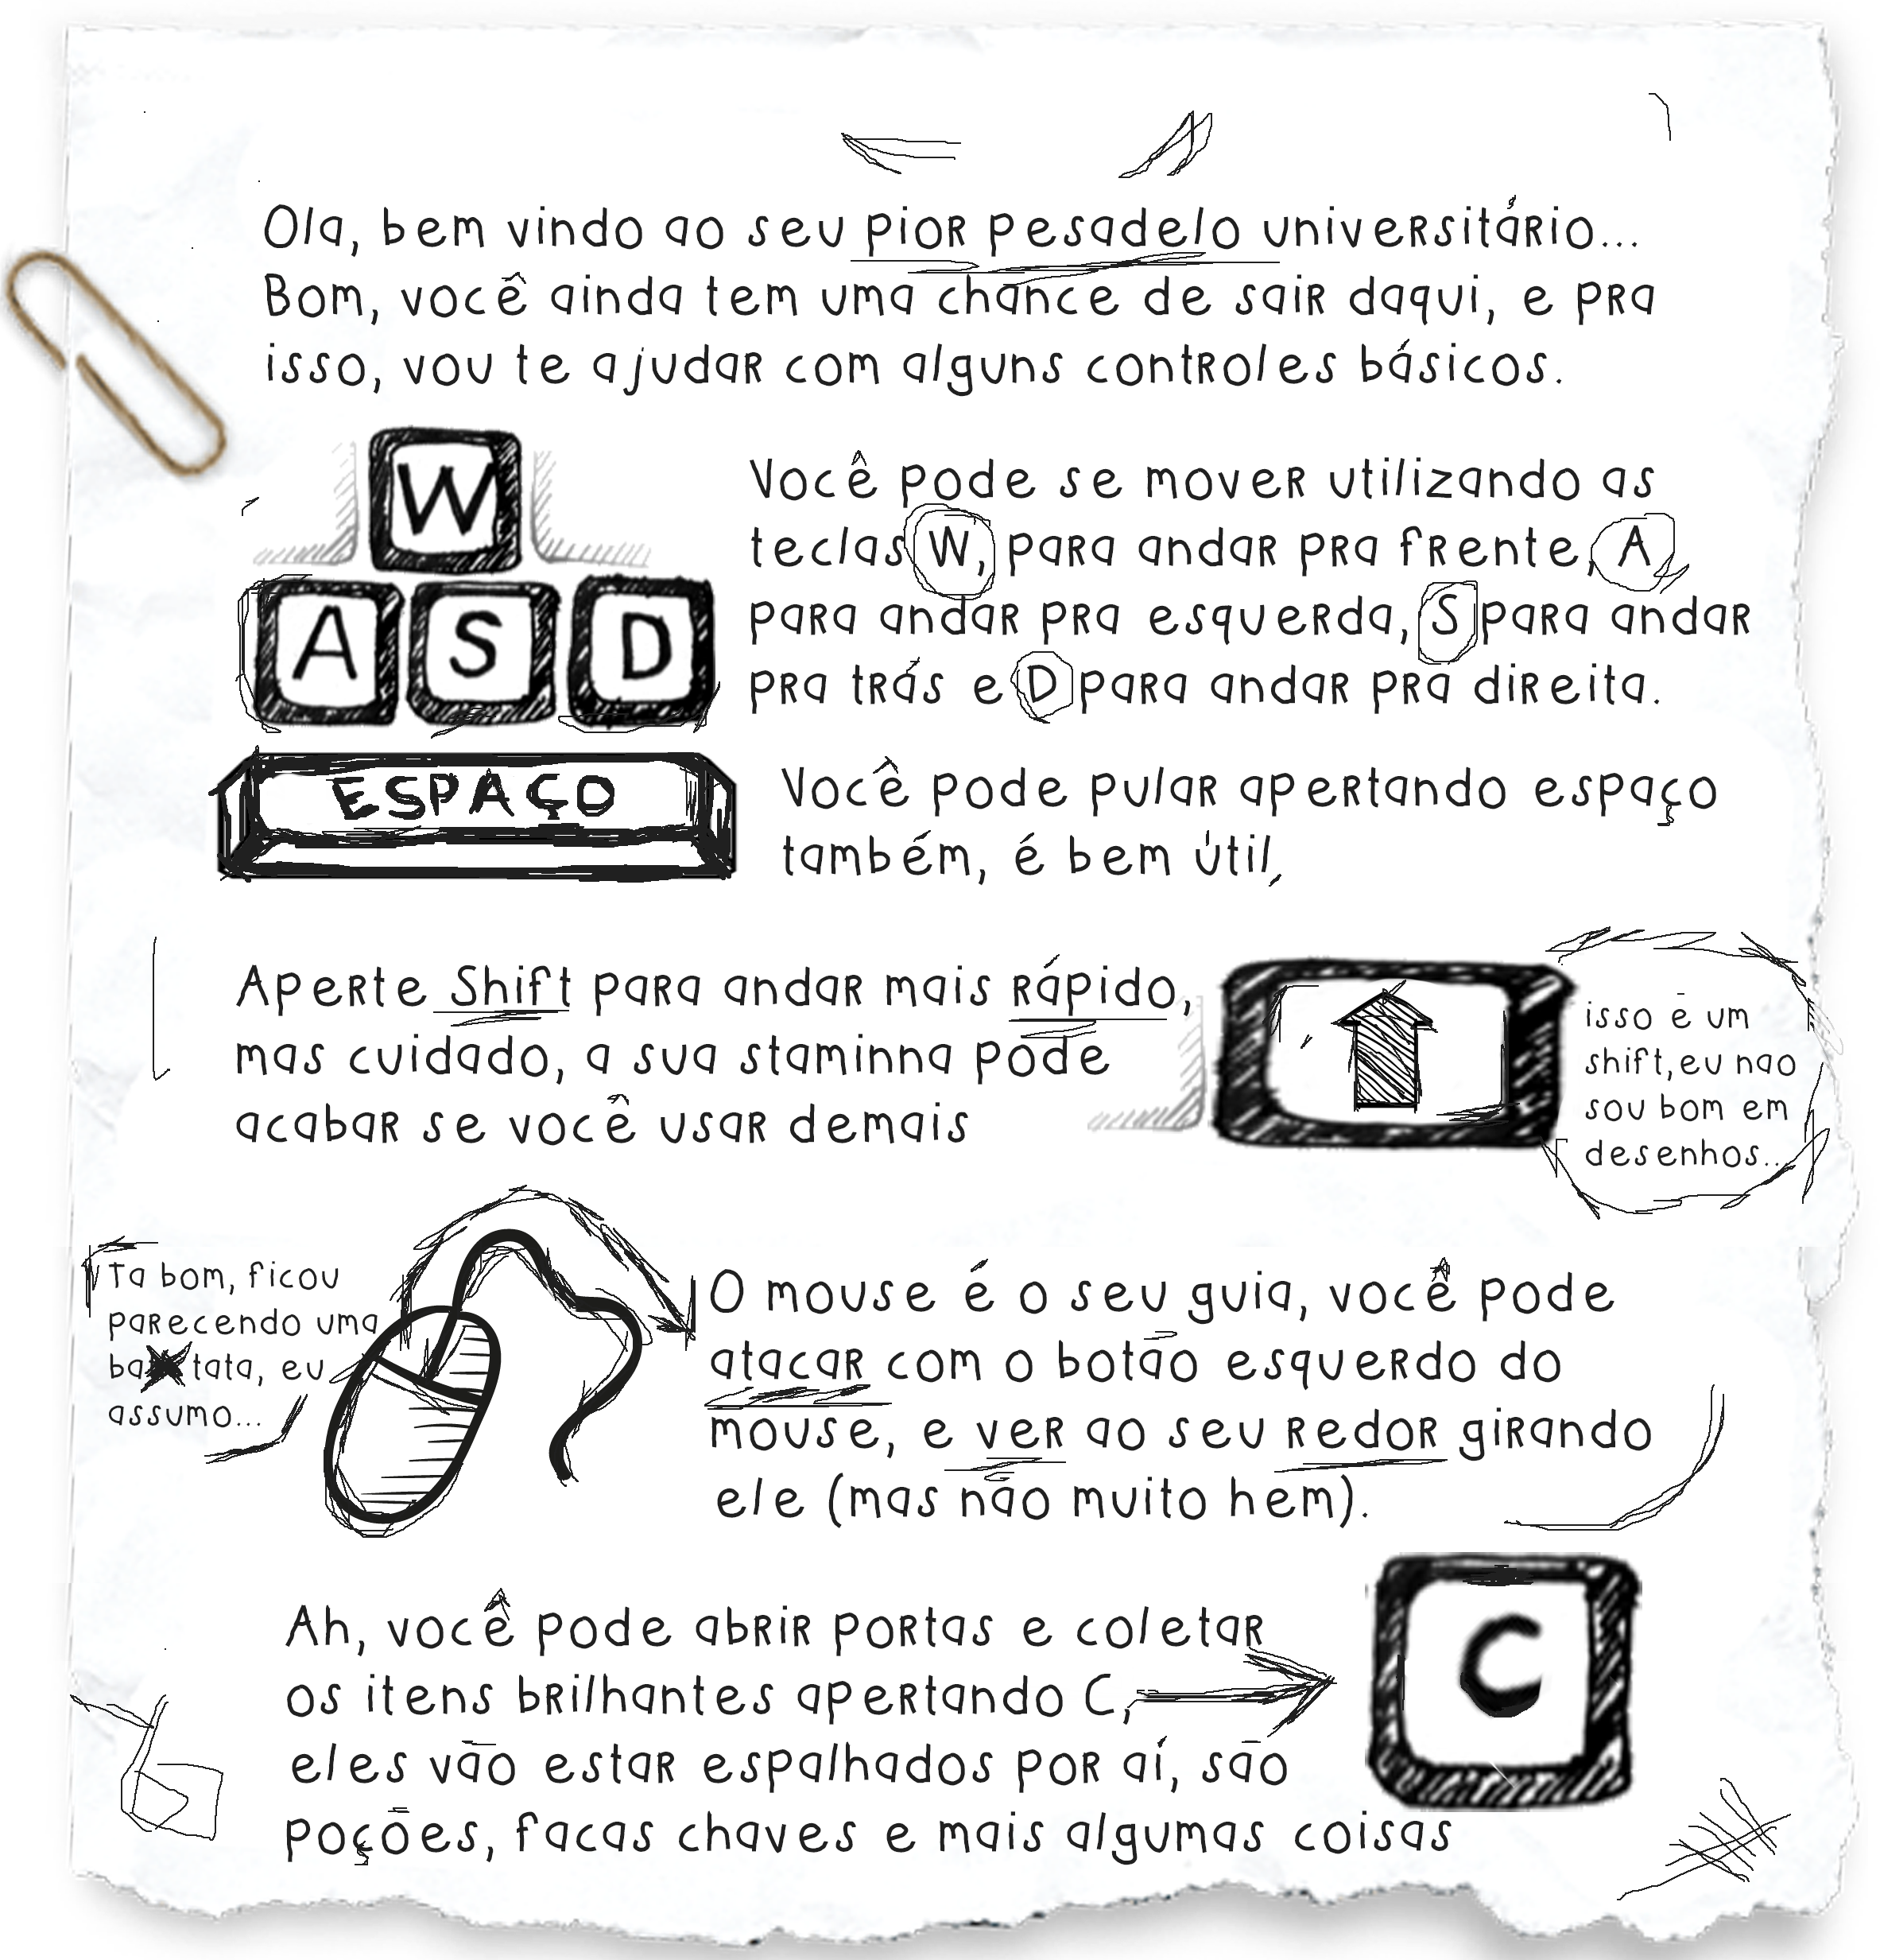 Ola, bem vindo ao seu pior pesadelo universitário...
Bom, você ainda tem uma chance de sair daqui, e pra
isso, vou te ajudar com alguns controles básicos.
W
A S D
Você pode se mover utilizando as
teclas W, para andar pra frente, A
para andar pra esquerda, S para andar
pra trás e D para andar pra direita.
ESPAÇO
Você pode pular apertando espaço
também, é bem útil,
Aperte Shift para andar mais rápido,
mas cuidado, a sua staminna pode
acabar se você usar demais
isso é um
shift, eu nao
sou bom em
desenhos...
Ta bom, ficou
parecendo uma
ba tata, eu
assumo...
O mouse é o seu guia, você pode
atacar com o botão esquerdo do
mouse, e ver ao seu redor girando
ele (mas não muito hem).
Ah, você pode abrir portas e coletar
os itens brilhantes apertando C,
eles vão estar espalhados por aí, são
poções, facas chaves e mais algumas coisas
C